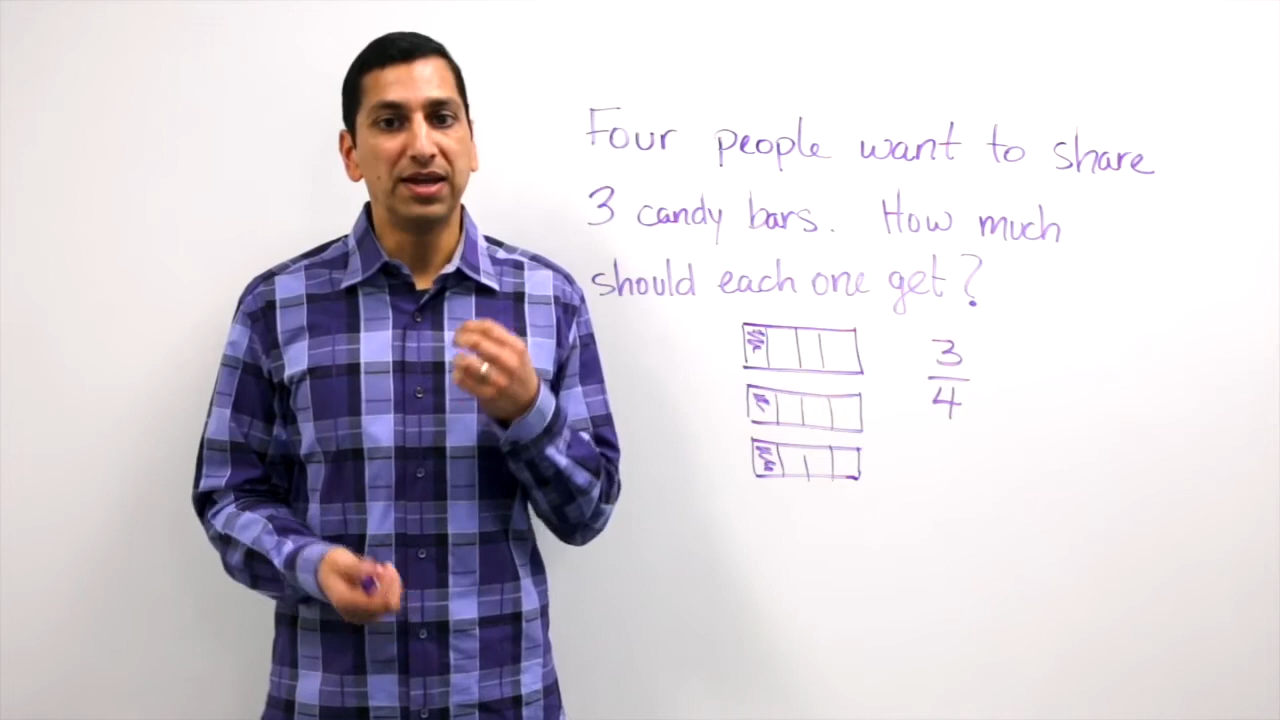 Four people want to share
3 candy bars. How much
should each one get?
3
4